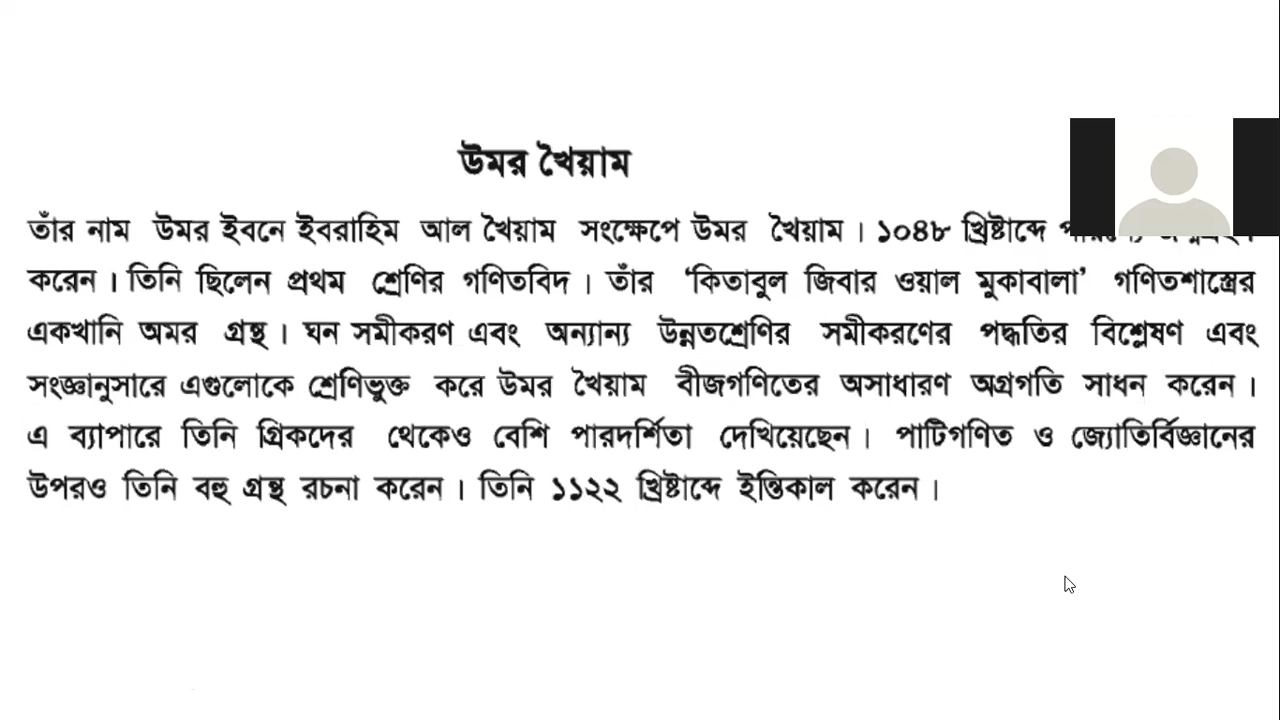 উমর খৈয়াম
তাঁর নাম উমর ইবনে ইবরাহিম আল খৈয়াম সংক্ষেপে উমর খৈয়াম। ১০৪৮ খ্রিষ্টাব্দে
করেন। তিনি ছিলেন প্রথম শ্রেণির গণিতবিদ। তাঁর ‘কিতাবুল জিবার ওয়াল মুকাবালা’ গণিতশাস্ত্রের
একখানি অমর গ্রন্থ। ঘন সমীকরণ এবং অন্যান্য উন্নতশ্রেণির সমীকরণের পদ্ধতির বিশ্লেষণ এবং
সংজ্ঞানুসারে এগুলোকে শ্রেণিভুক্ত করে উমর খৈয়াম বীজগণিতের অসাধারণ অগ্রগতি সাধন করেন।
এ ব্যাপারে তিনি গ্রিকদের থেকেও বেশি পারদর্শিতা দেখিয়েছেন। পাটিগণিত ও জ্যোতির্বিজ্ঞানের
উপরও তিনি বহু গ্রন্থ রচনা করেন। তিনি ১১২২ খ্রিষ্টাব্দে ইন্তিকাল করেন।